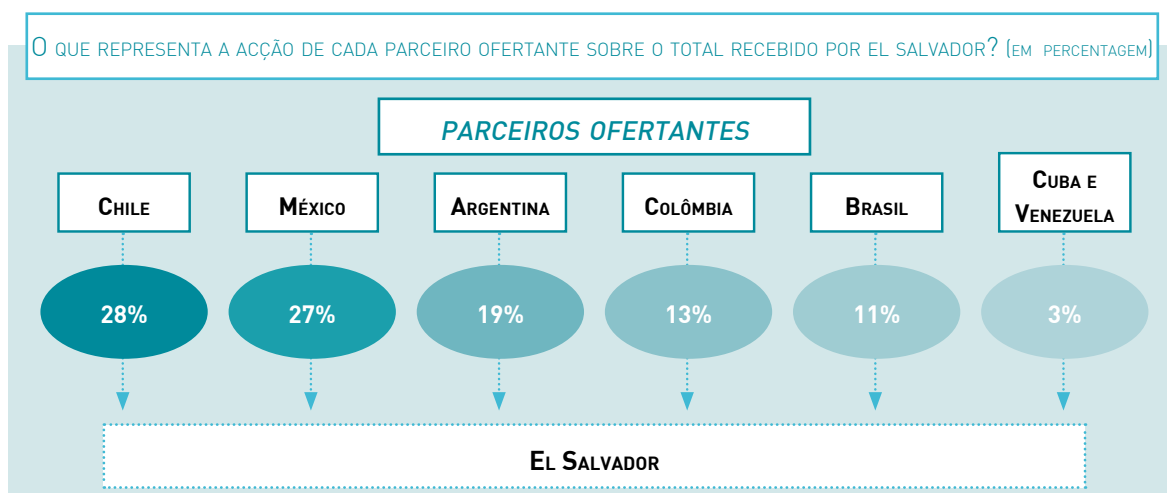 O que representa a acção de cada parceiro ofertante sobre o total recebido por el salvador? (em percentagem)
PARCEIROS OFERTANTES
Chile
México
Argentina
Colômbia
Brasil
Cuba e
Venezuela
28%
27%
19%
13%
11%
3%
El Salvador